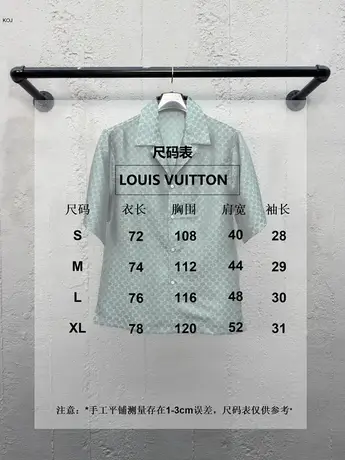 KOJ
尺码表
LOUIS VUITTON
尺码 衣长 胸围 肩宽 袖长
S 72 108 40 28
M 74 112 44 29
L 76 116 48 30
XL 78 120 52 31
注意：*手工平铺测量存在1-3cm误差，尺码表仅供参考*